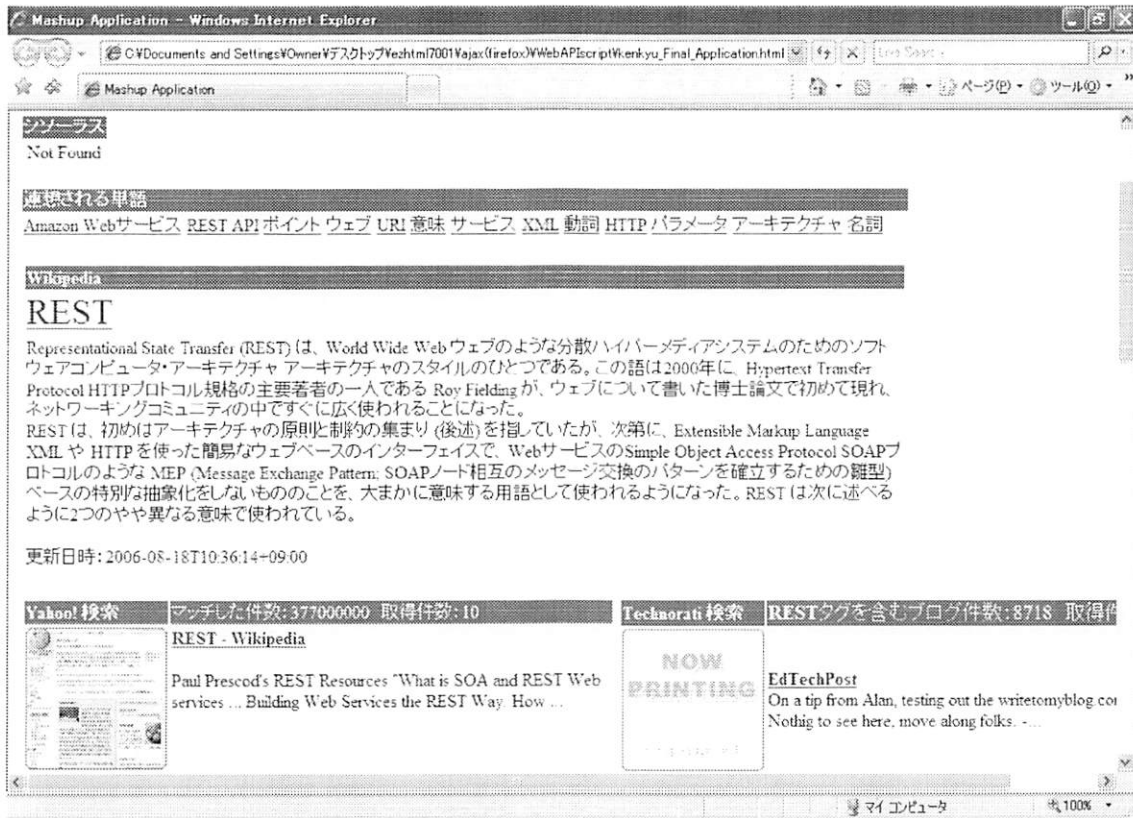 Mashup Application - Windows Internet Explorer
C:¥Documents and Settings¥Owner¥デスクトップ¥ezhtml7001¥ajax(firefox)¥WebAPIscript¥kenkyu_Final_Application.html
Live Search
Mashup Application
ページ(P) ツール(O)
シソーラス
Not Found
連想される単語
Amazon Webサービス REST API ポイント ウェブ URI 意味 サービス XML 動詞 HTTP パラメータ アーキテクチャ 名詞
Wikipedia
REST
Representational State Transfer (REST) は、World Wide Web ウェブのような分散ハイパーメディアシステムのためのソフト
ウェアコンピュータ・アーキテクチャ アーキテクチャのスタイルのひとつである。この語は2000年に、Hypertext Transfer
Protocol HTTPプロトコル規格の主要著者の一人である Roy Fielding が、ウェブについて書いた博士論文で初めて現れ、
ネットワーキングコミュニティの中ですぐに広く使われることになった。
REST は、初めはアーキテクチャの原則と制約の集まり (後述) を指していたが、次第に、Extensible Markup Language
XML や HTTP を使った簡易なウェブベースのインターフェイスで、WebサービスのSimple Object Access Protocol SOAPプ
ロトコルのような MEP (Message Exchange Pattern; SOAPノード相互のメッセージ交換のパターンを確立するための雛型)
ベースの特別な抽象化をしないもののことを、大まかに意味する用語として使われるようになった。REST は次に述べる
ように2つのやや異なる意味で使われている。
更新日時: 2006-08-18T10:36:14+09:00
Yahoo! 検索 マッチした件数: 377000000 取得件数: 10
Technorati 検索 RESTタグを含むブログ件数: 8718 取得件
REST - Wikipedia
Paul Prescod's REST Resources "What is SOA and REST Web
services ... Building Web Services the REST Way. How ...
NOW
PRINTING
EdTechPost
On a tip from Alan, testing out the writetomyblog.co
Nothig to see here, move along folks. -...
マイ コンピュータ
100%